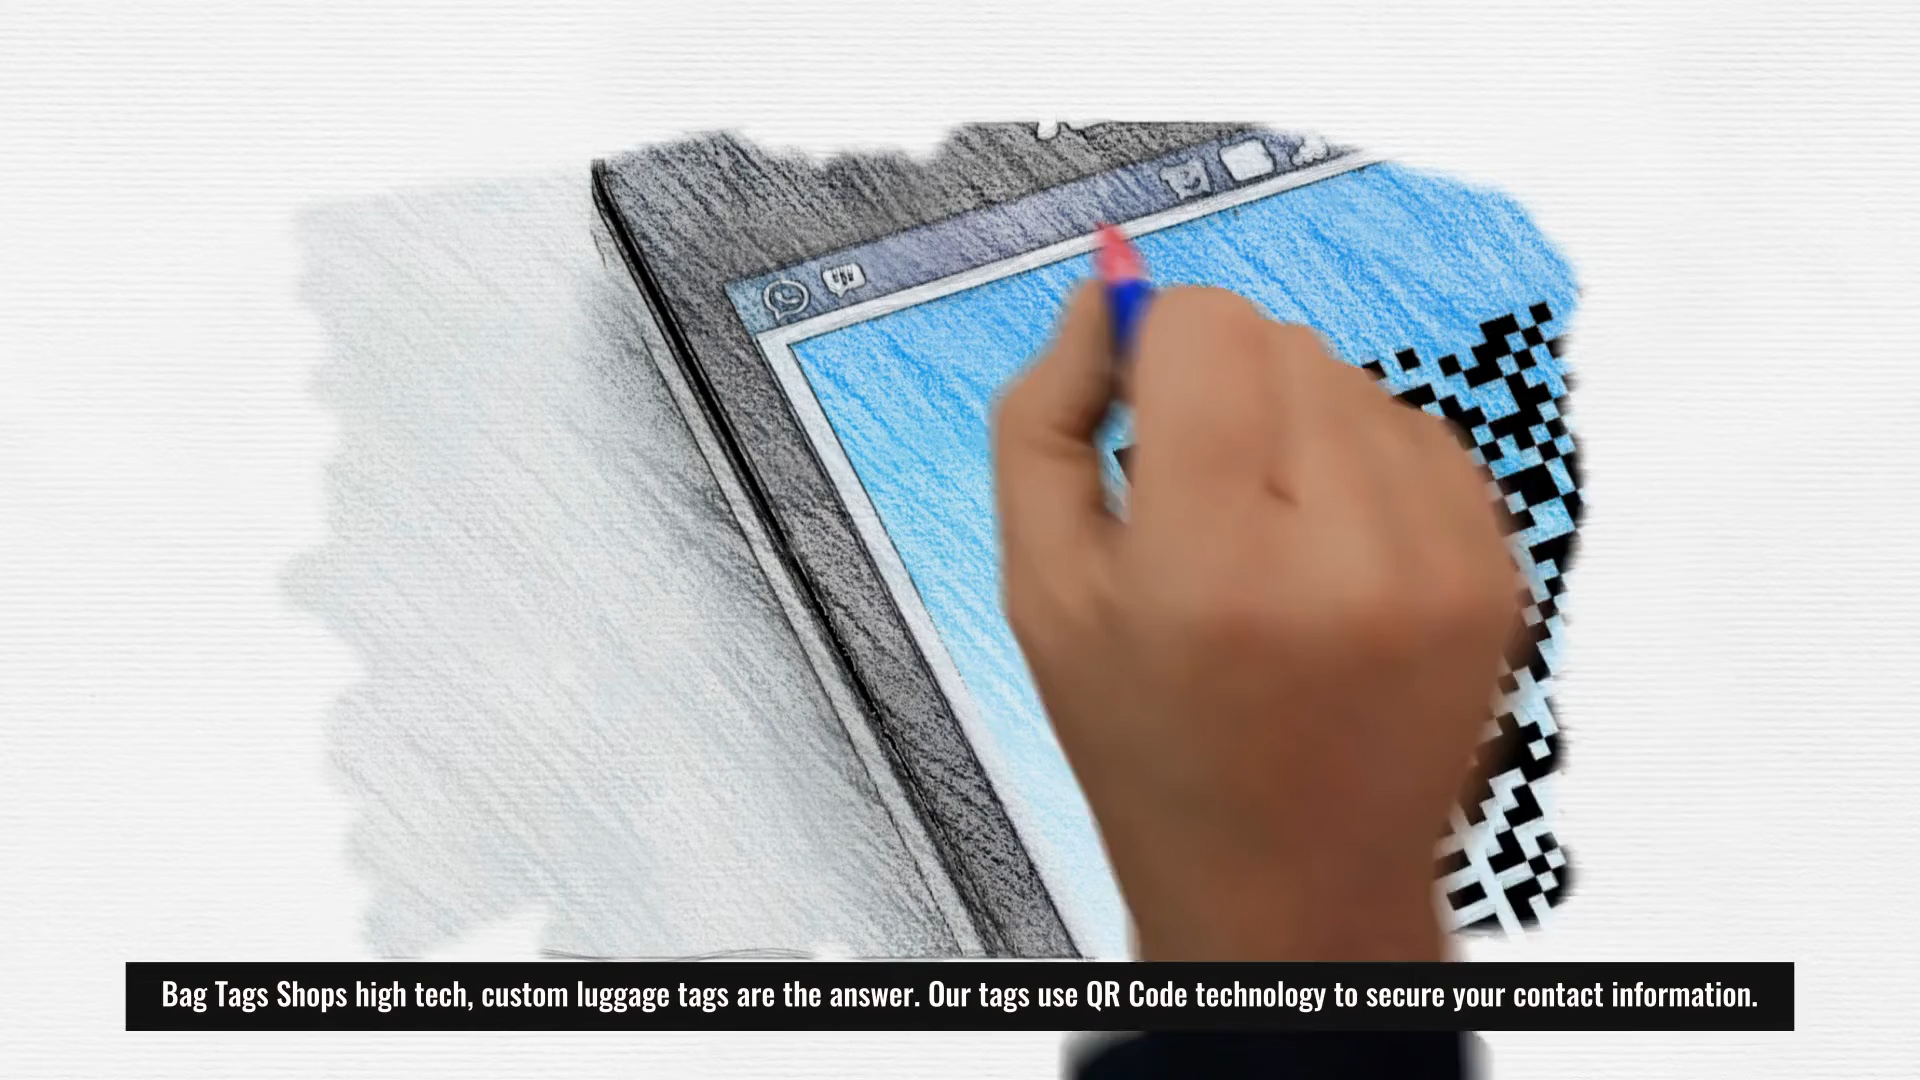 Bag Tags Shops high tech, custom luggage tags are the answer. Our tags use QR Code technology to secure your contact information.